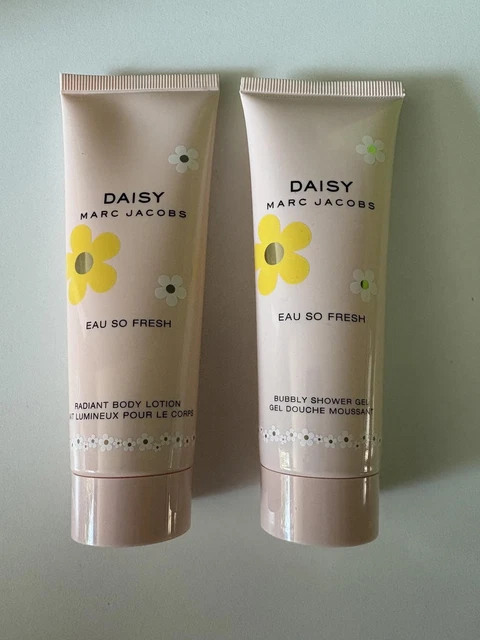 DAISY
MARC JACOBS
EAU SO FRESH
RADIANT BODY LOTION
LUMINEUX POUR LE CORPS
DAISY
MARC JACOBS
EAU SO FRESH
BUBBLY SHOWER GEL
GEL DOUCHE MOUSSANT